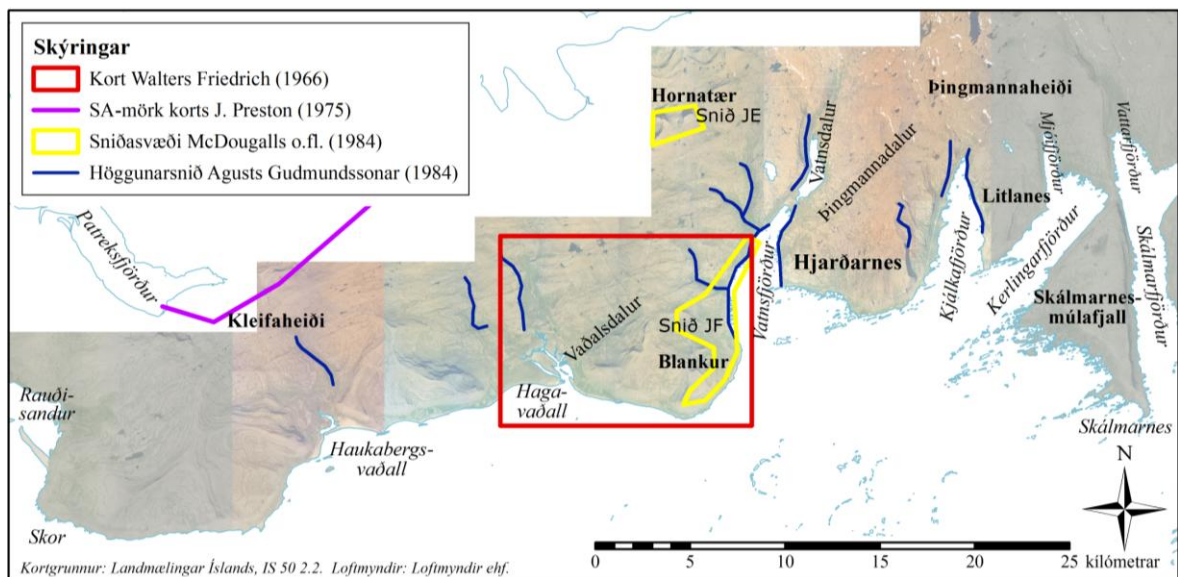 Skýringar
Kort Walters Friedrich (1966)
SA-mörk korts J. Preston (1975)
Sniðasvæði McDougalls o.fl. (1984)
Höggunarsnið Agusts Gudmundssonar (1984)
Hornatær
Snið JE
Þingmannaheiði
Vatnsdalur
Þingmannadalur
Mjóifjörður
Vattarfjörður
Litlanes
Patreksfjörður
Kleifaheiði
Vaðalsdalur
Snið JF
Blankur
Vatnsfjörður
Hjarðarnes
Kjálkafjörður
Kerlingarfjörður
Skálmarnes-
múlafjall
Skálmarfjörður
Rauði-
sandur
Haga-
vaðall
Haukabergs-
vaðall
Skálmarnes
Skor
N
0 5 10 15 20 25
kílómetrar
Kortgrunnur: Landmælingar Íslands, IS 50 2.2. Loftmyndir: Loftmyndir ehf.